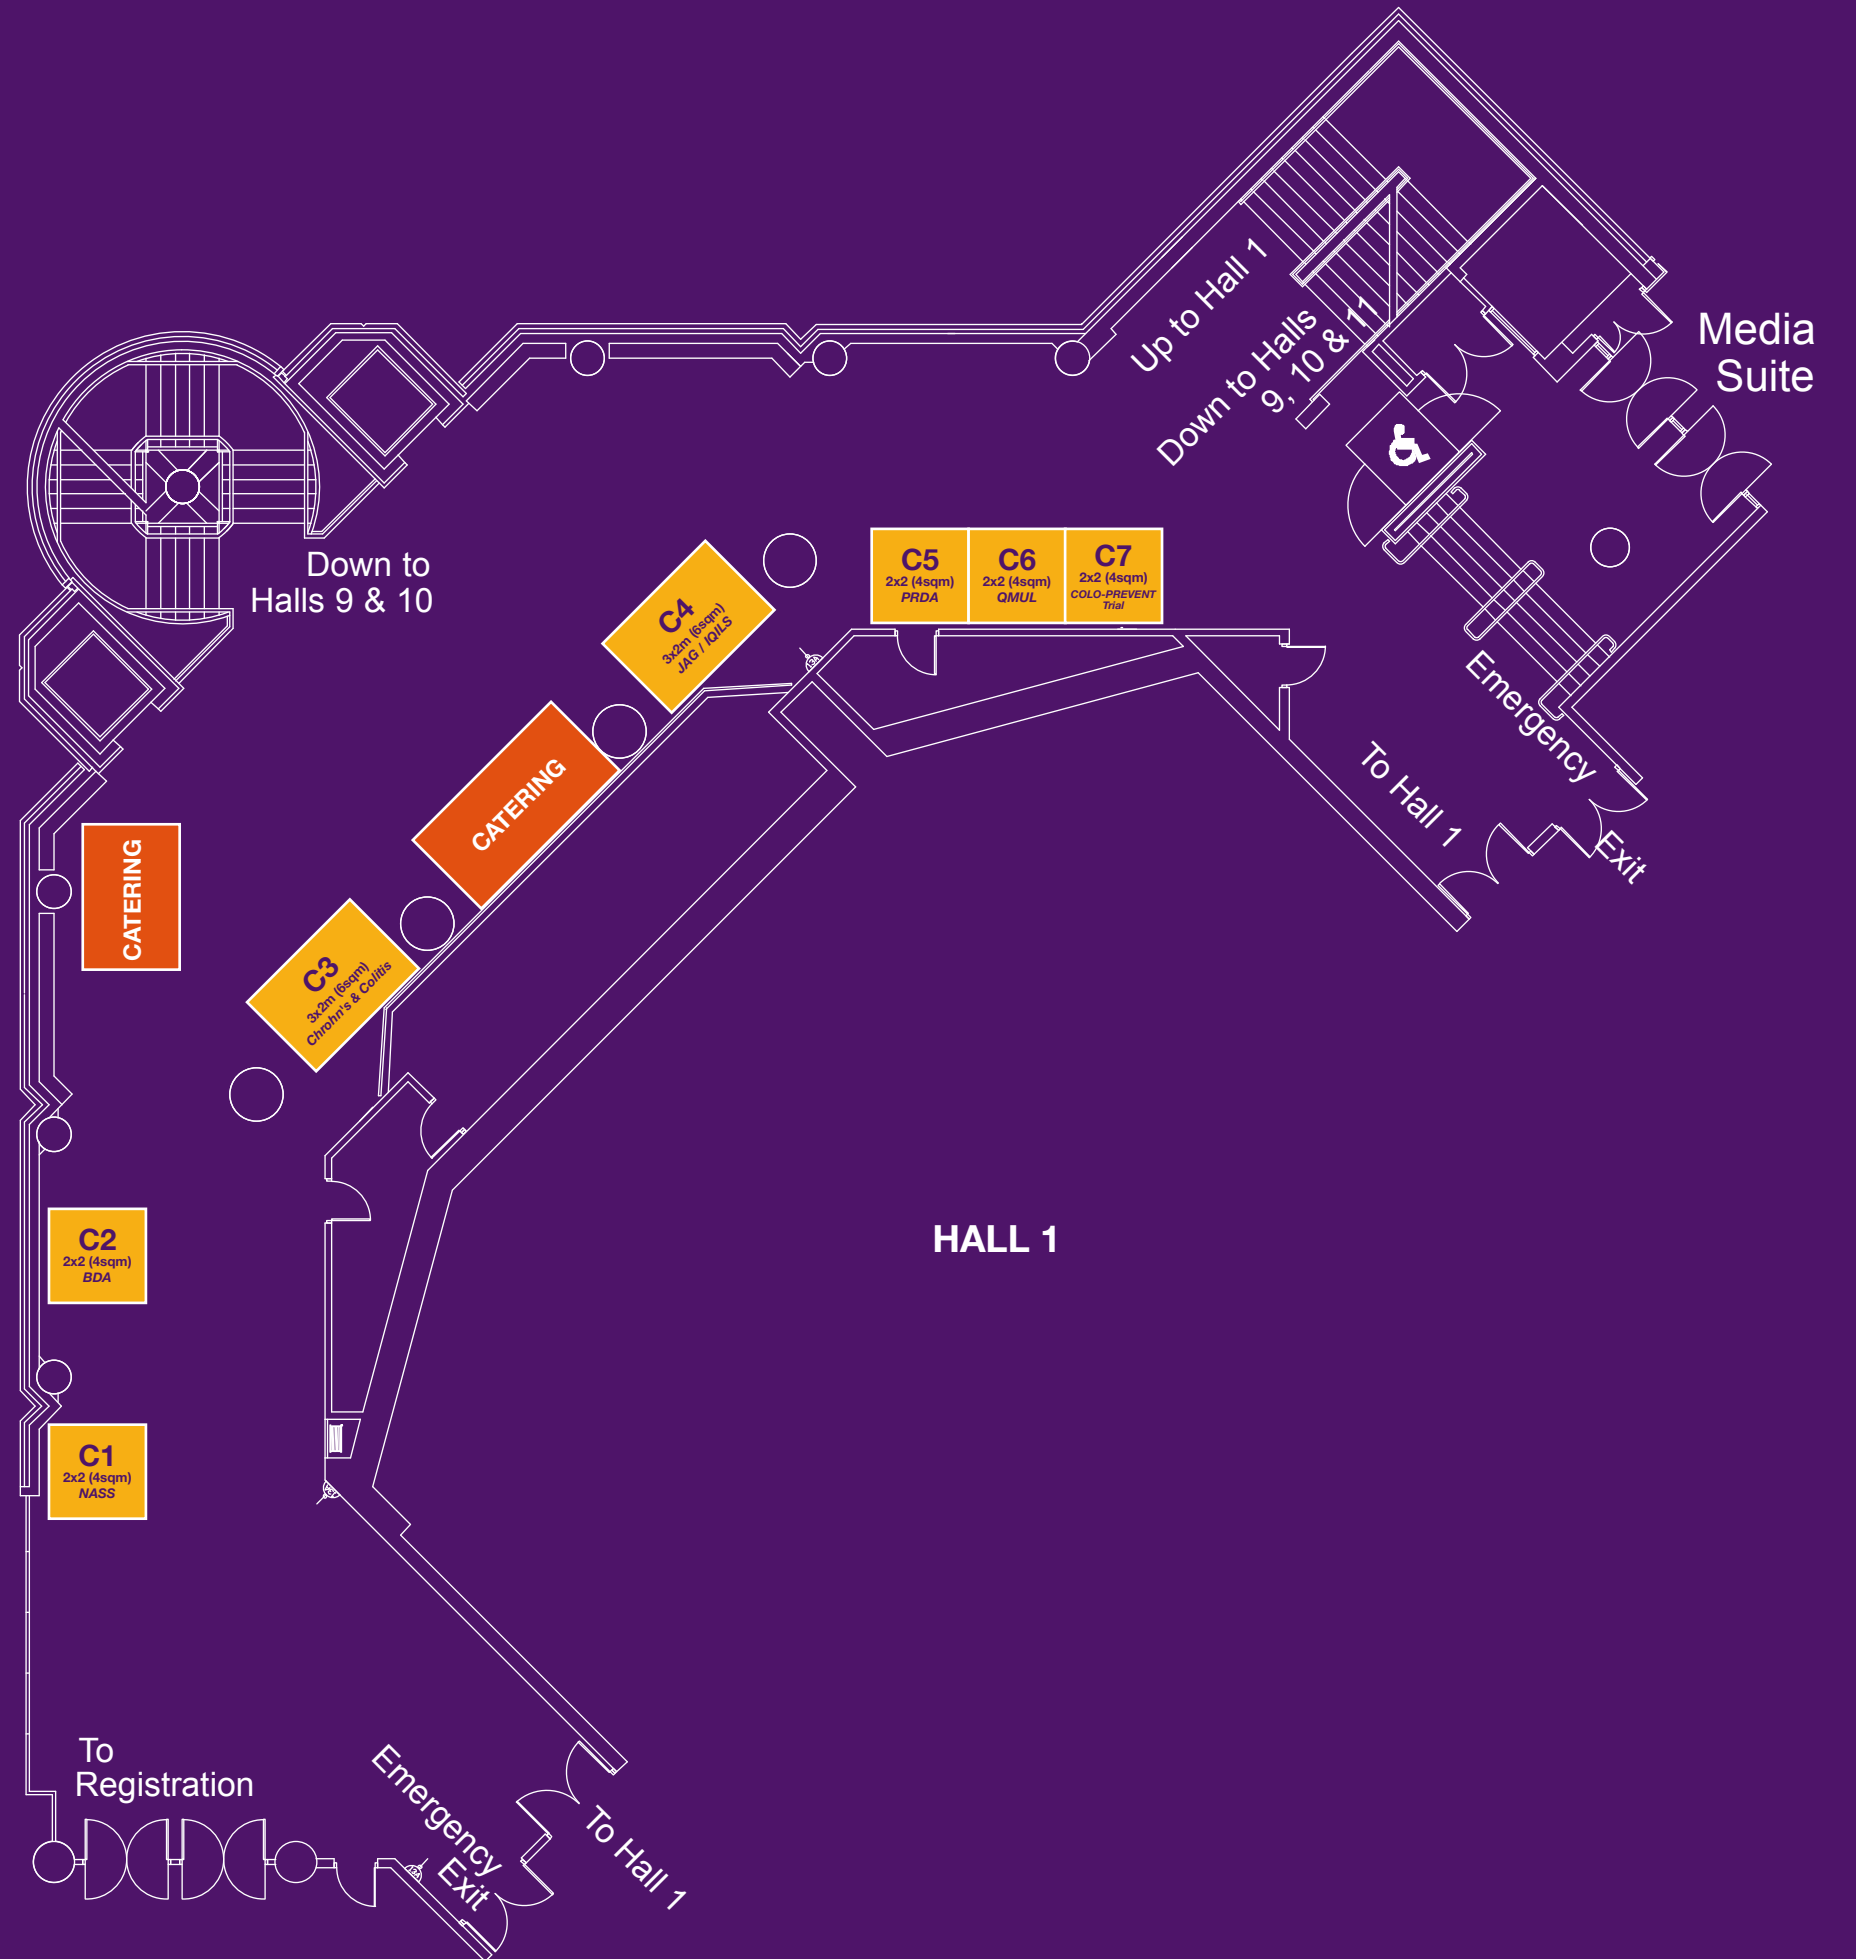 Up to Hall 1
Down to Halls
9, 10 & 11
Media
Suite
Down to
Halls 9 & 10
C5
2x2 (4sqm)
PRDA
C6
2x2 (4sqm)
QMUL
C7
2x2 (4sqm)
COLO-PREVENT
Trial
C4
3x2m (6sqm)
JAG / IQILS
Emergency
Exit
To Hall 1
CATERING
CATERING
C3
3x2m (6sqm)
Chrohn's & Colitis
C2
2x2 (4sqm)
BDA
HALL 1
C1
2x2 (4sqm)
NASS
To
Registration
Emergency
Exit
To Hall 1